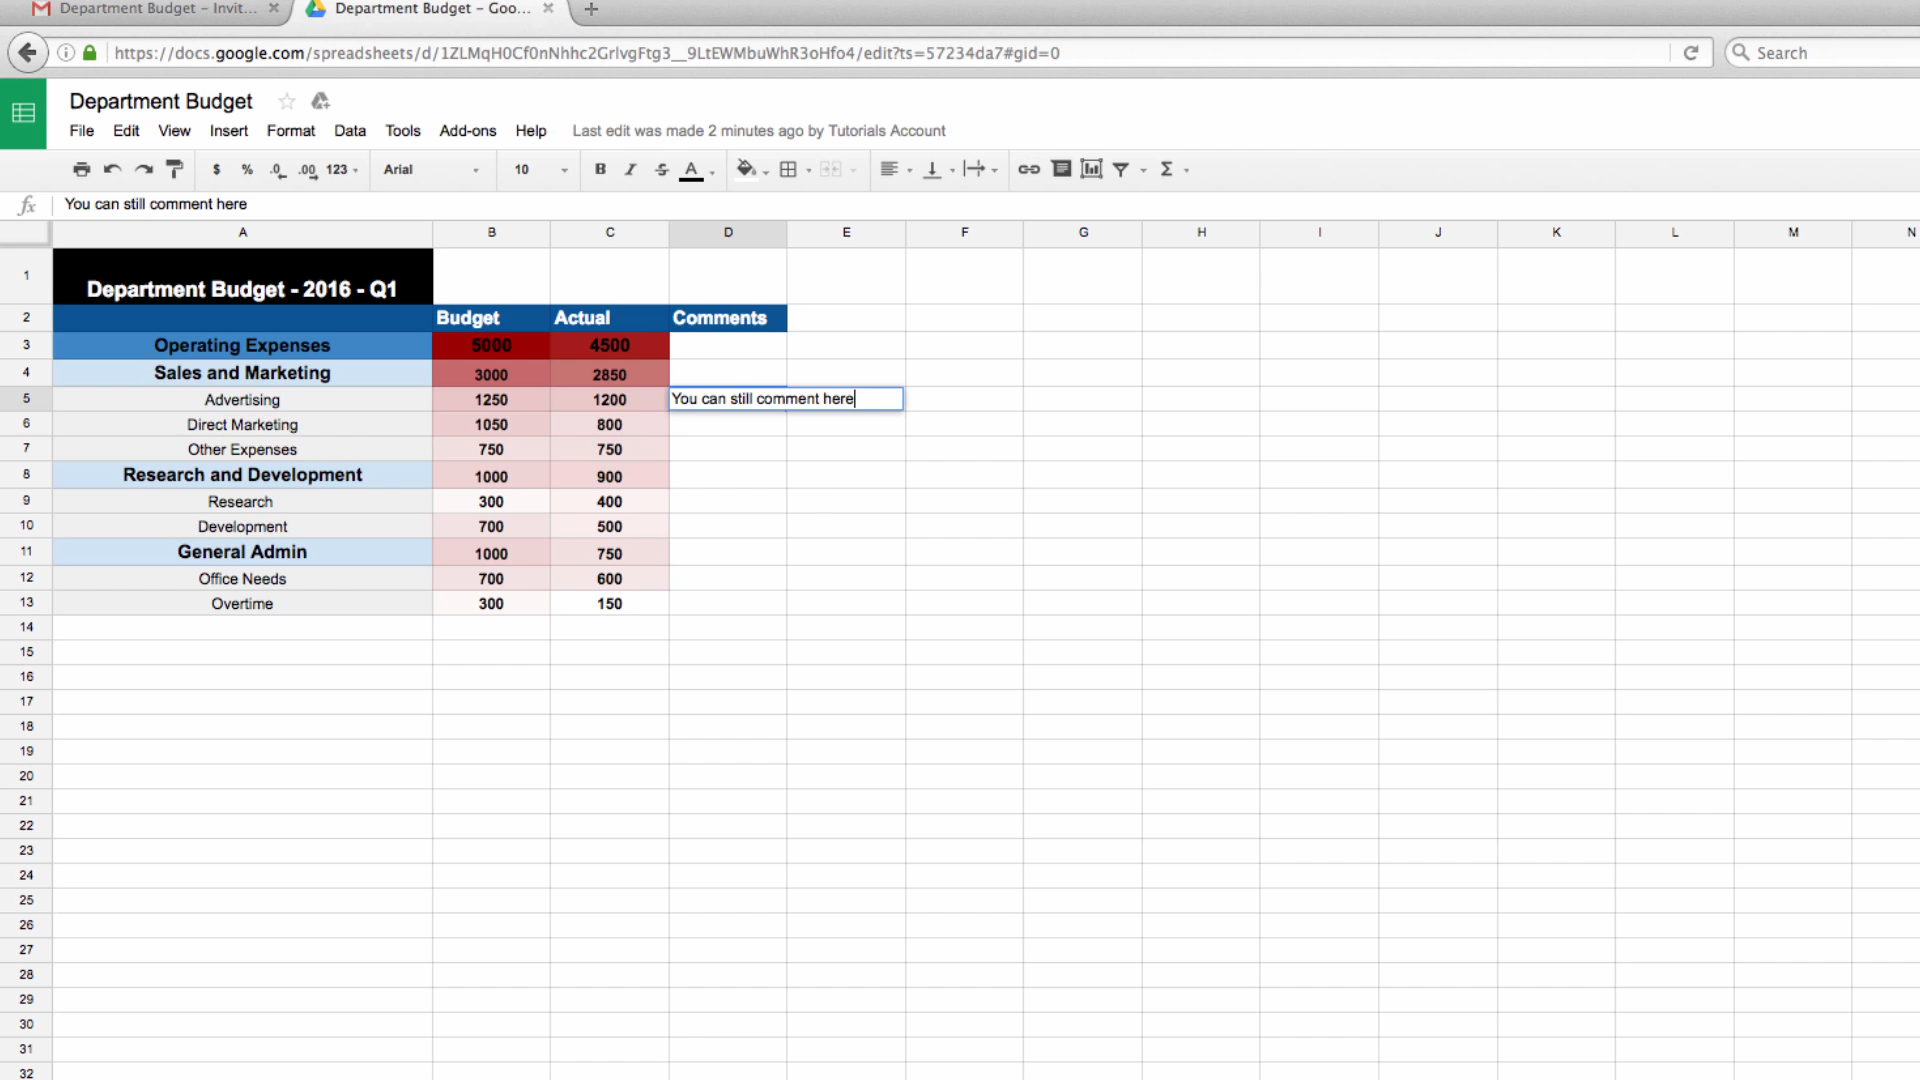 Department Budget – Invit... × Department Budget – Goo... × +
https://docs.google.com/spreadsheets/d/1ZLMqH0Cf0nNhhc2GrlvgFtg3__9LtEWMbuWhR3oHfo4/edit?ts=57234da7#gid=0 Search
Department Budget
File Edit View Insert Format Data Tools Add-ons Help Last edit was made 2 minutes ago by Tutorials Account
$ % .0 .00 123 Arial 10 B I S A Σ
fx You can still comment here
A B C D E F G H I J K L M N
1 Department Budget - 2016 - Q1
2 Budget Actual Comments
3 Operating Expenses 5000 4500
4 Sales and Marketing 3000 2850
5 Advertising 1250 1200 You can still comment here
6 Direct Marketing 1050 800
7 Other Expenses 750 750
8 Research and Development 1000 900
9 Research 300 400
10 Development 700 500
11 General Admin 1000 750
12 Office Needs 700 600
13 Overtime 300 150
14
15
16
17
18
19
20
21
22
23
24
25
26
27
28
29
30
31
32